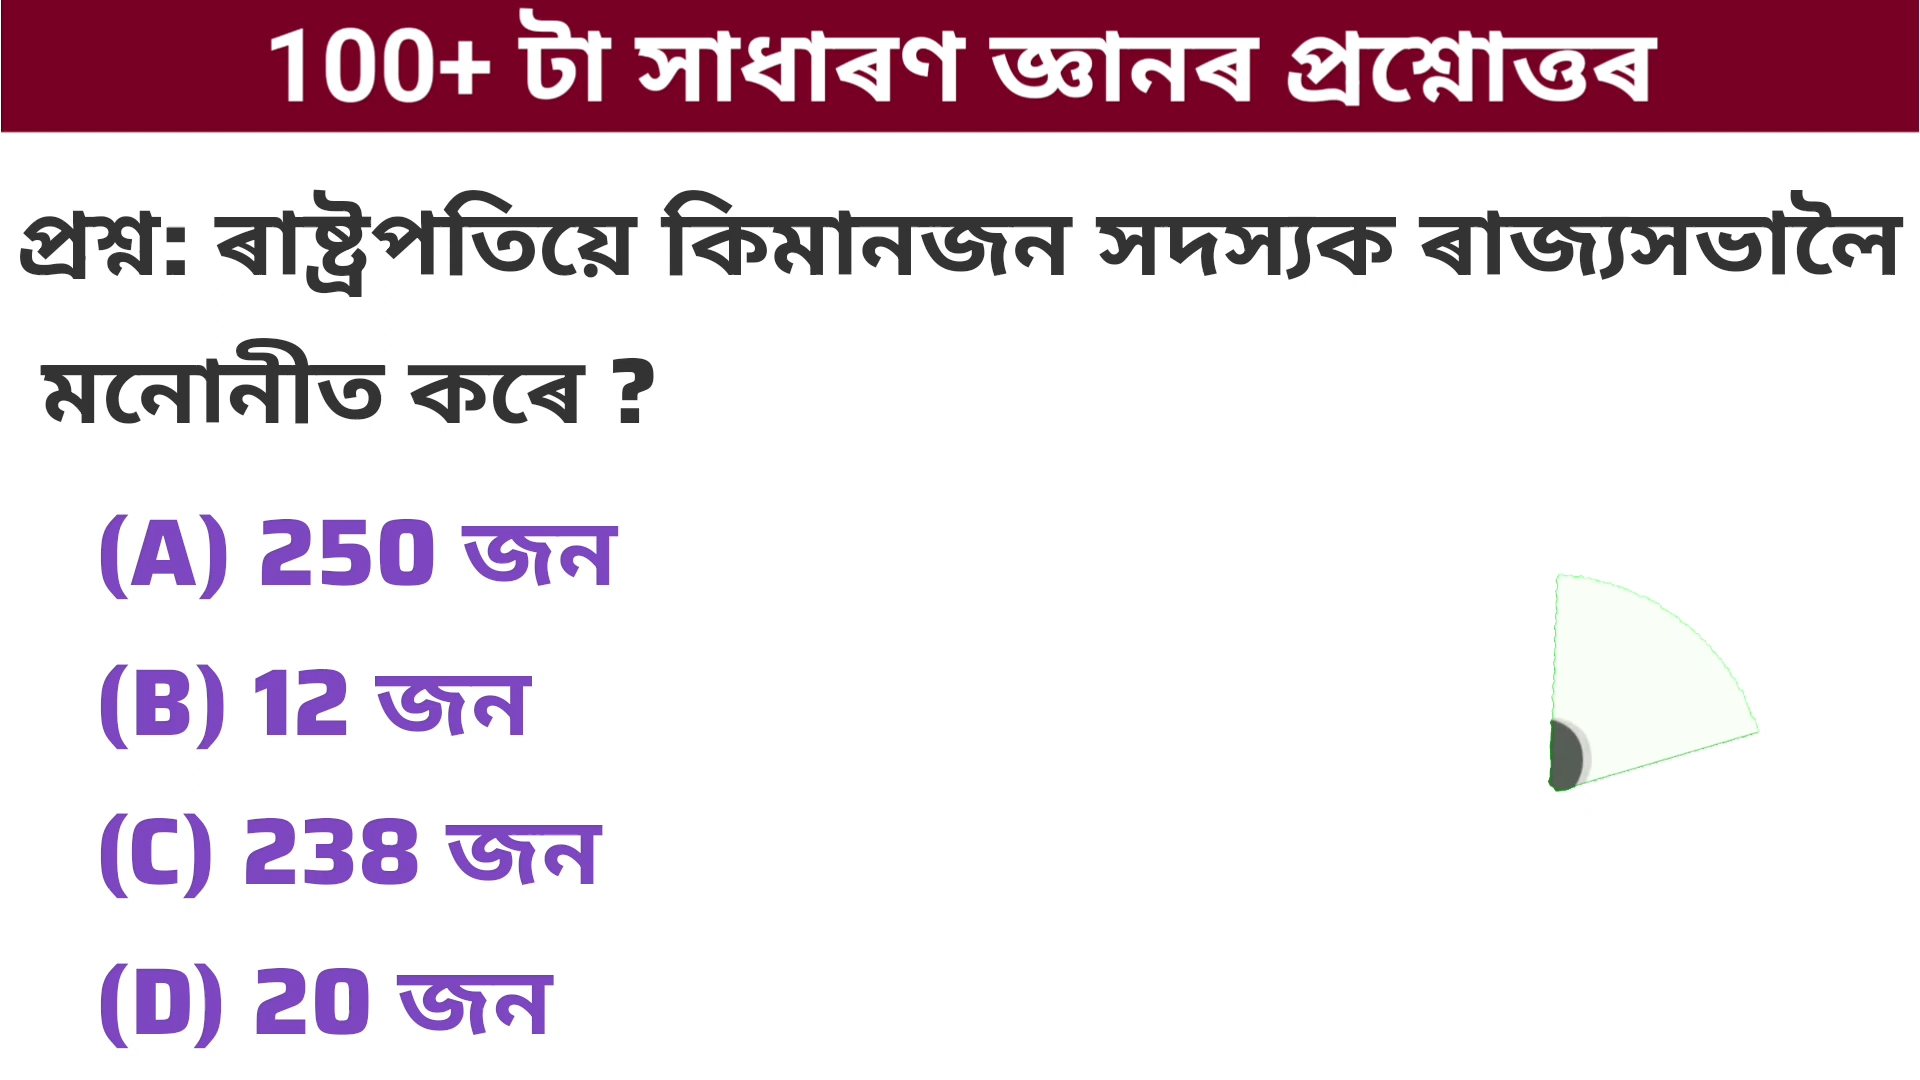 100+ টা সাধাৰণ জ্ঞানৰ প্ৰশ্নোত্তৰ
প্ৰশ্ন: ৰাষ্ট্ৰপতিয়ে কিমানজন সদস্যক ৰাজ্যসভালৈ
মনোনীত কৰে ?
(A) 250 জন
(B) 12 জন
(C) 238 জন
(D) 20 জন